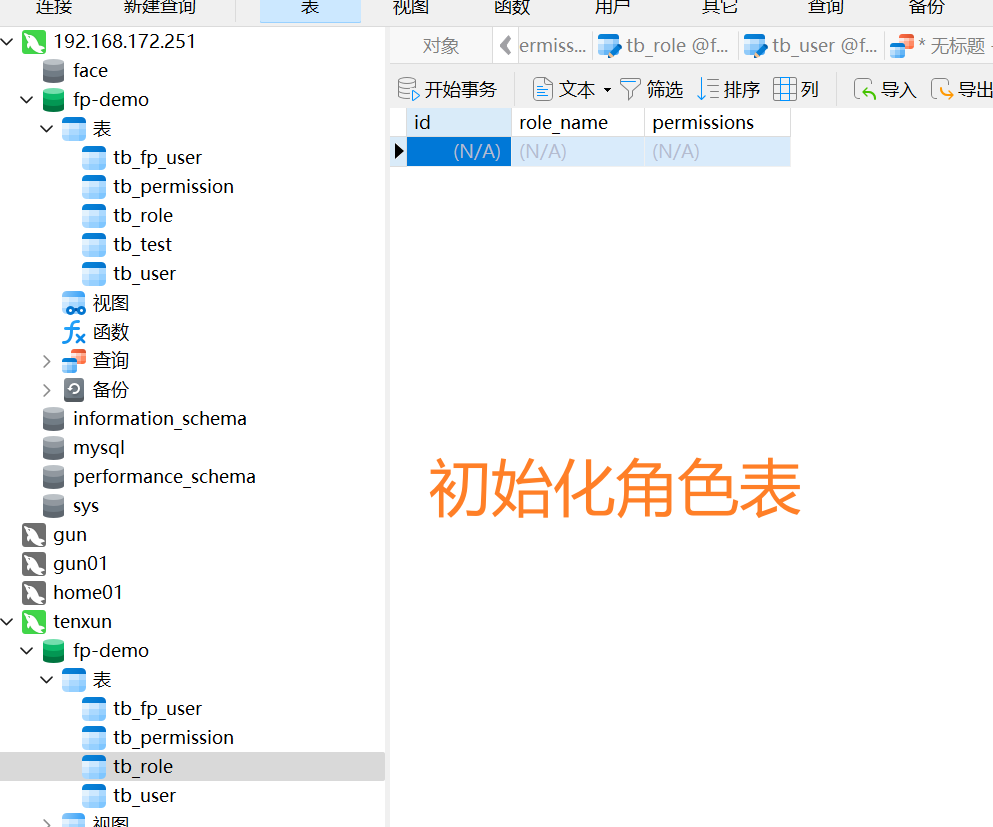 连接 新建查询 表 视图 函数 用户 其它 查询 备份
192.168.172.251
face
fp-demo
表
tb_fp_user
tb_permission
tb_role
tb_test
tb_user
视图
函数
查询
备份
information_schema
mysql
performance_schema
sys
gun
gun01
home01
tenxun
fp-demo
表
tb_fp_user
tb_permission
tb_role
tb_user
视图
对象 ermiss... tb_role @f... tb_user @f... * 无标题 -
开始事务 文本 筛选 排序 列 导入 导出
id role_name permissions
(N/A) (N/A) (N/A)
初始化角色表